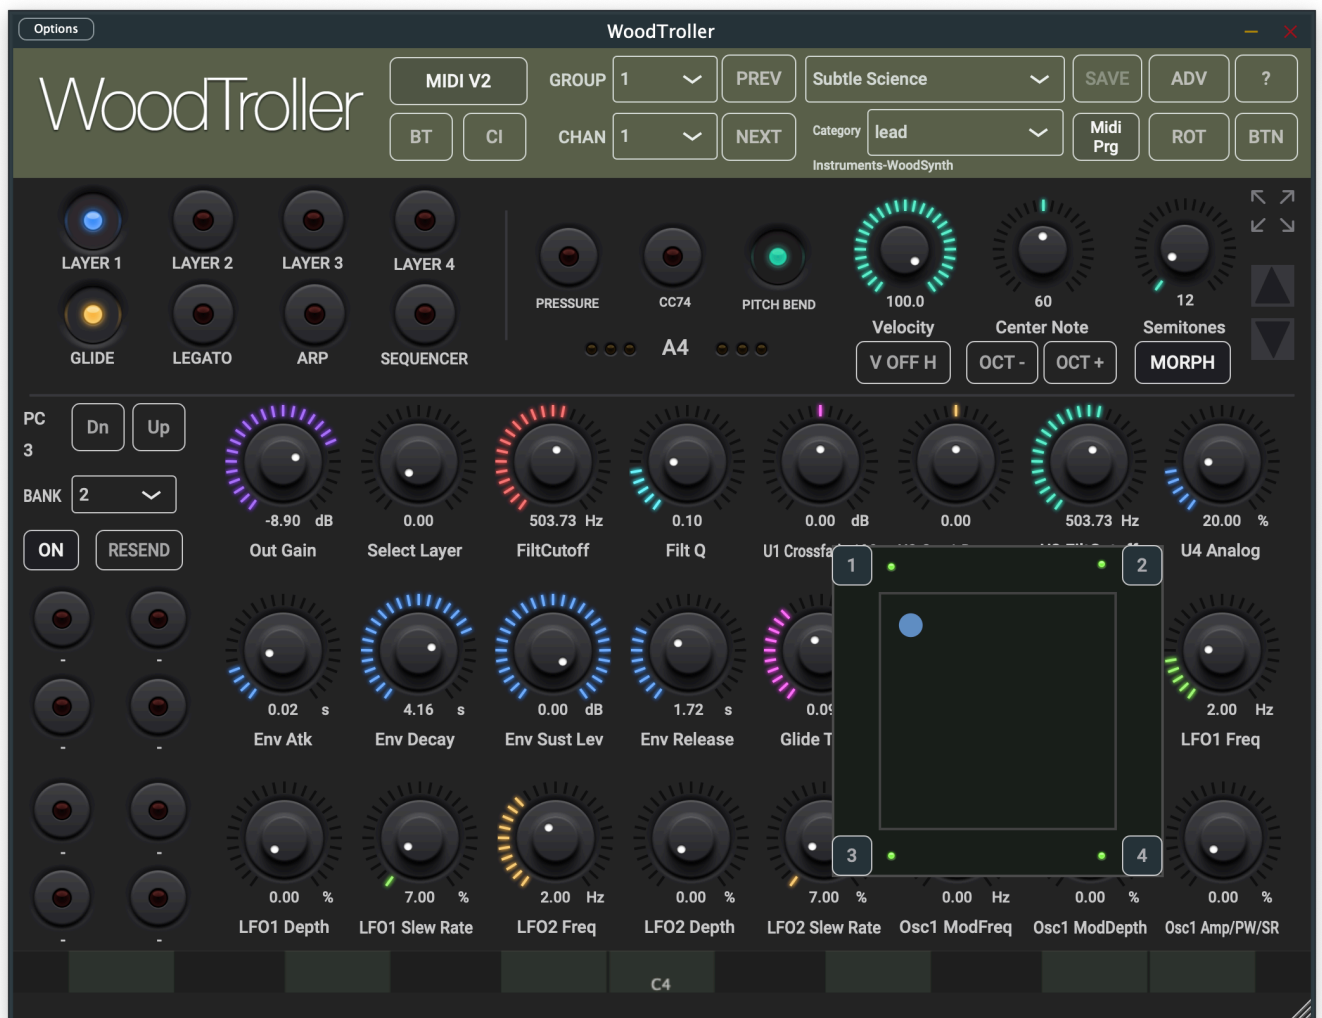 Options
WoodTroller
WoodTroller
MIDI V2
GROUP 1
PREV
Subtle Science
SAVE
ADV
?
BT
CI
CHAN 1
NEXT
Category lead
Midi
Prg
ROT
BTN
Instruments-WoodSynth
LAYER 1
LAYER 2
LAYER 3
LAYER 4
GLIDE
LEGATO
ARP
SEQUENCER
PRESSURE
CC74
PITCH BEND
A4
100.0
60
12
Velocity
Center Note
Semitones
V OFF H
OCT -
OCT +
MORPH
PC
3
Dn
Up
BANK 2
ON
RESEND
-8.90 dB
0.00
503.73 Hz
0.10
0.00 dB
0.00
503.73 Hz
20.00 %
Out Gain
Select Layer
FiltCutoff
Filt Q
U1 Crossfa
U4 Analog
1
2
3
4
-
-
-
-
-
-
-
-
0.02 s
4.16 s
0.00 dB
1.72 s
0.09
2.00 Hz
Env Atk
Env Decay
Env Sust Lev
Env Release
Glide T
LFO1 Freq
0.00 %
7.00 %
2.00 Hz
0.00 %
7.00 %
0.00 Hz
0.00 %
0.00 %
LFO1 Depth
LFO1 Slew Rate
LFO2 Freq
LFO2 Depth
LFO2 Slew Rate
Osc1 ModFreq
Osc1 ModDepth
Osc1 Amp/PW/SR
C4